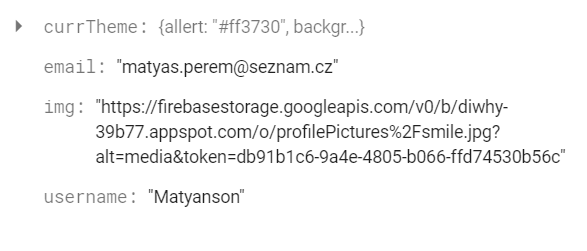 currTheme: {allert: "#ff3730", backgr...}
email: "matyas.perem@seznam.cz"
img: "https://firebasestorage.googleapis.com/v0/b/diwhy-
39b77.appspot.com/o/profilePictures%2Fsmile.jpg?
alt=media&token=db91b1c6-9a4e-4805-b066-ffd74530b56c"
username: "Matyanson"